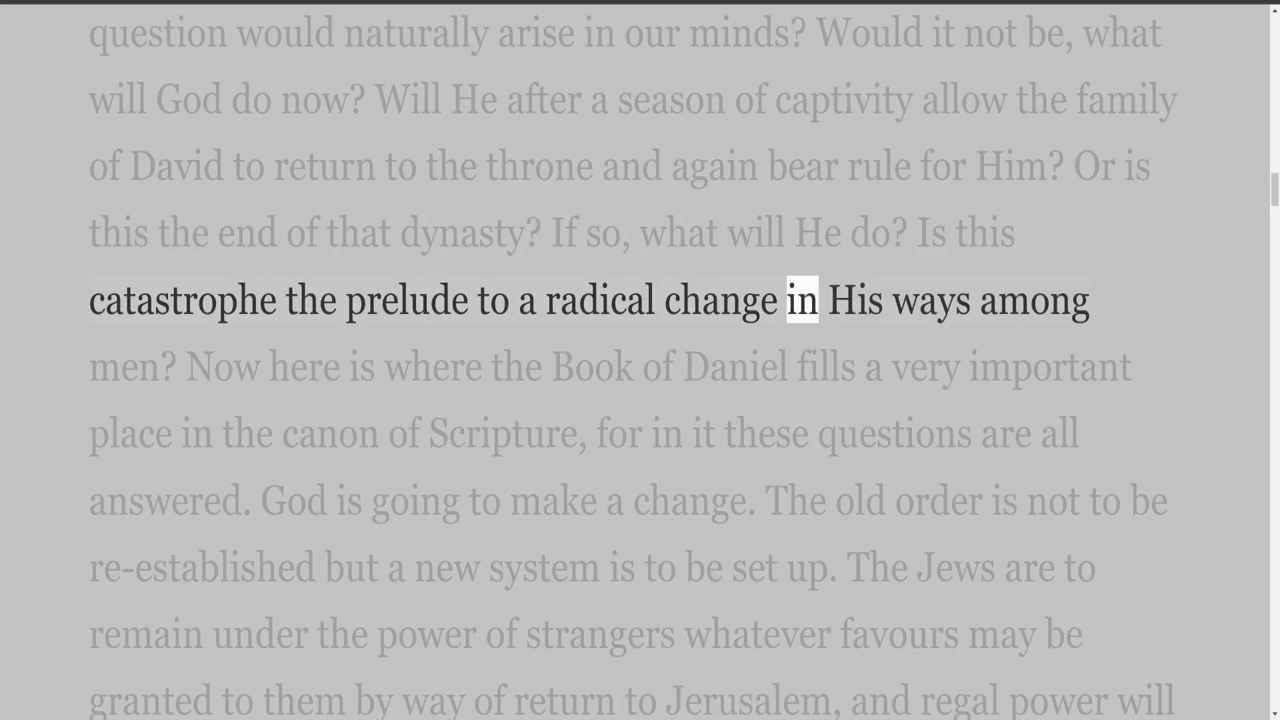 question would naturally arise in our minds? Would it not be, what
will God do now? Will He after a season of captivity allow the family
of David to return to the throne and again bear rule for Him? Or is
this the end of that dynasty? If so, what will He do? Is this
catastrophe the prelude to a radical change in His ways among
men? Now here is where the Book of Daniel fills a very important
place in the canon of Scripture, for in it these questions are all
answered. God is going to make a change. The old order is not to be
re-established but a new system is to be set up. The Jews are to
remain under the power of strangers whatever favours may be
granted to them by way of return to Jerusalem, and regal power will